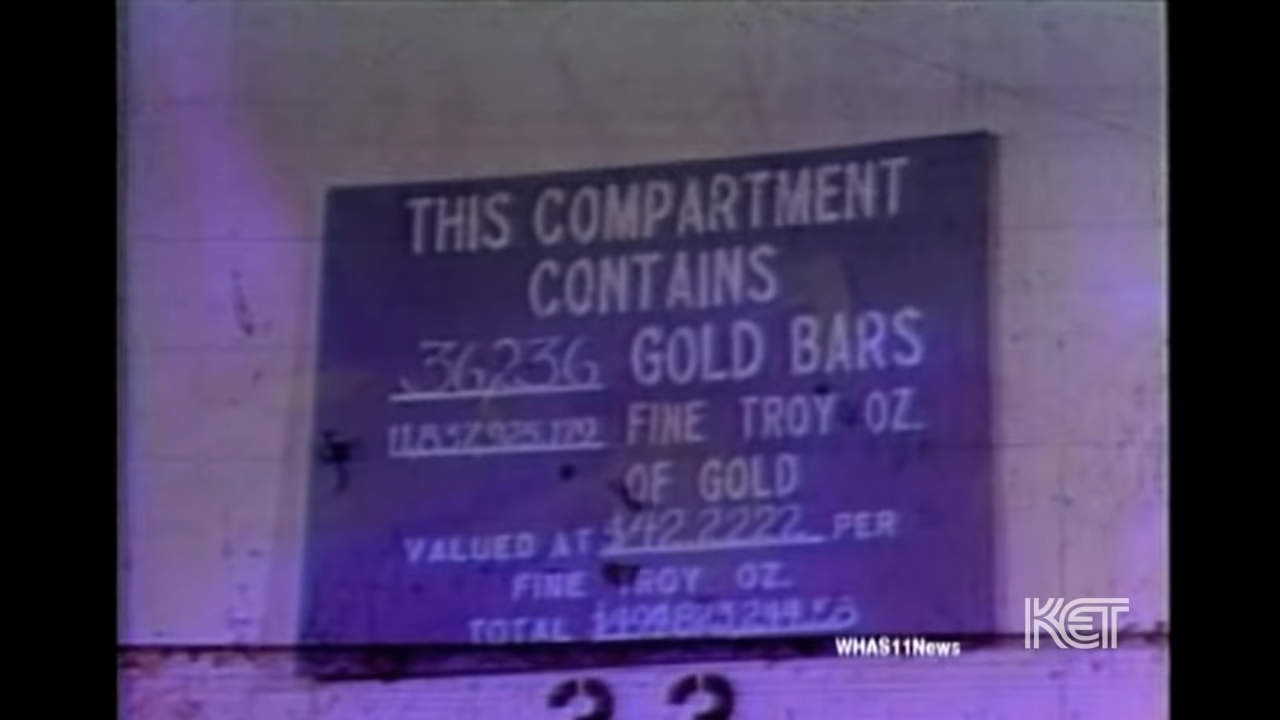 THIS COMPARTMENT
CONTAINS
36236 GOLD BARS
FINE TROY OZ.
OF GOLD
VALUED AT $42.2222 PER
FINE TROY OZ.
TOTAL
WHAS11News
KET
33